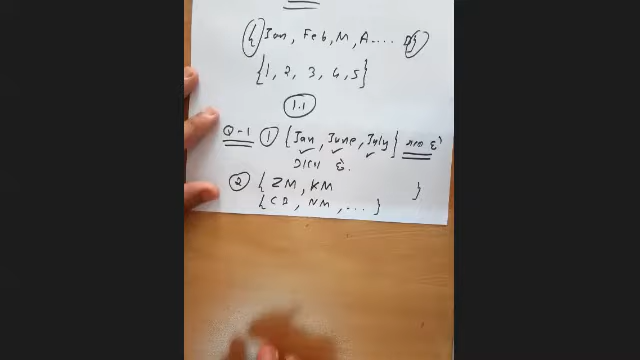 { Jan, Feb, M, A.... D}
{1, 2, 3, 4, 5}
1.1
Q-1 ① {Jan, June, July}
② { ZM, KM }
{CD, NM, ... }